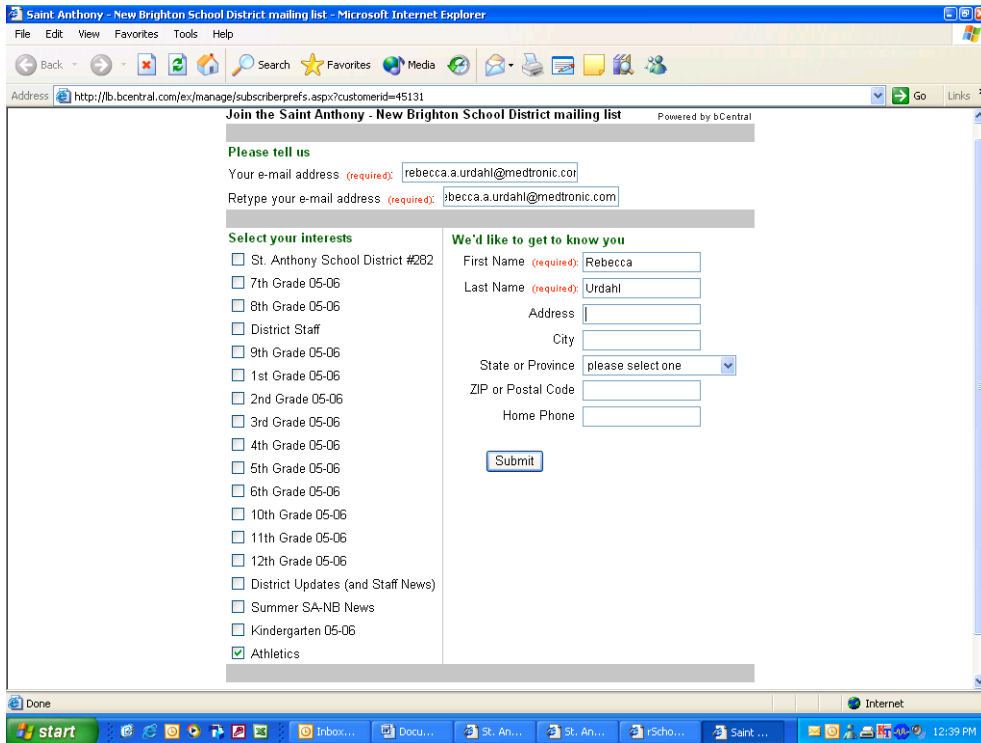 Saint Anthony - New Brighton School District mailing list - Microsoft Internet Explorer
File Edit View Favorites Tools Help
Back Search Favorites Media
Address http://lb.bcentral.com/ex/manage/subscriberprefs.aspx?customerid=45131 Go Links
Join the Saint Anthony - New Brighton School District mailing list Powered by bCentral
Please tell us
Your e-mail address (required): rebecca.a.urdahl@medtronic.cor
Retype your e-mail address (required): ebecca.a.urdahl@medtronic.com
Select your interests
St. Anthony School District #282
7th Grade 05-06
8th Grade 05-06
District Staff
9th Grade 05-06
1st Grade 05-06
2nd Grade 05-06
3rd Grade 05-06
4th Grade 05-06
5th Grade 05-06
6th Grade 05-06
10th Grade 05-06
11th Grade 05-06
12th Grade 05-06
District Updates (and Staff News)
Summer SA-NB News
Kindergarten 05-06
Athletics
We'd like to get to know you
First Name (required): Rebecca
Last Name (required): Urdahl
Address
City
State or Province please select one
ZIP or Postal Code
Home Phone
Submit
Done Internet
start Inbox... Docu... St. An... St. An... rScho... Saint ... 12:39 PM